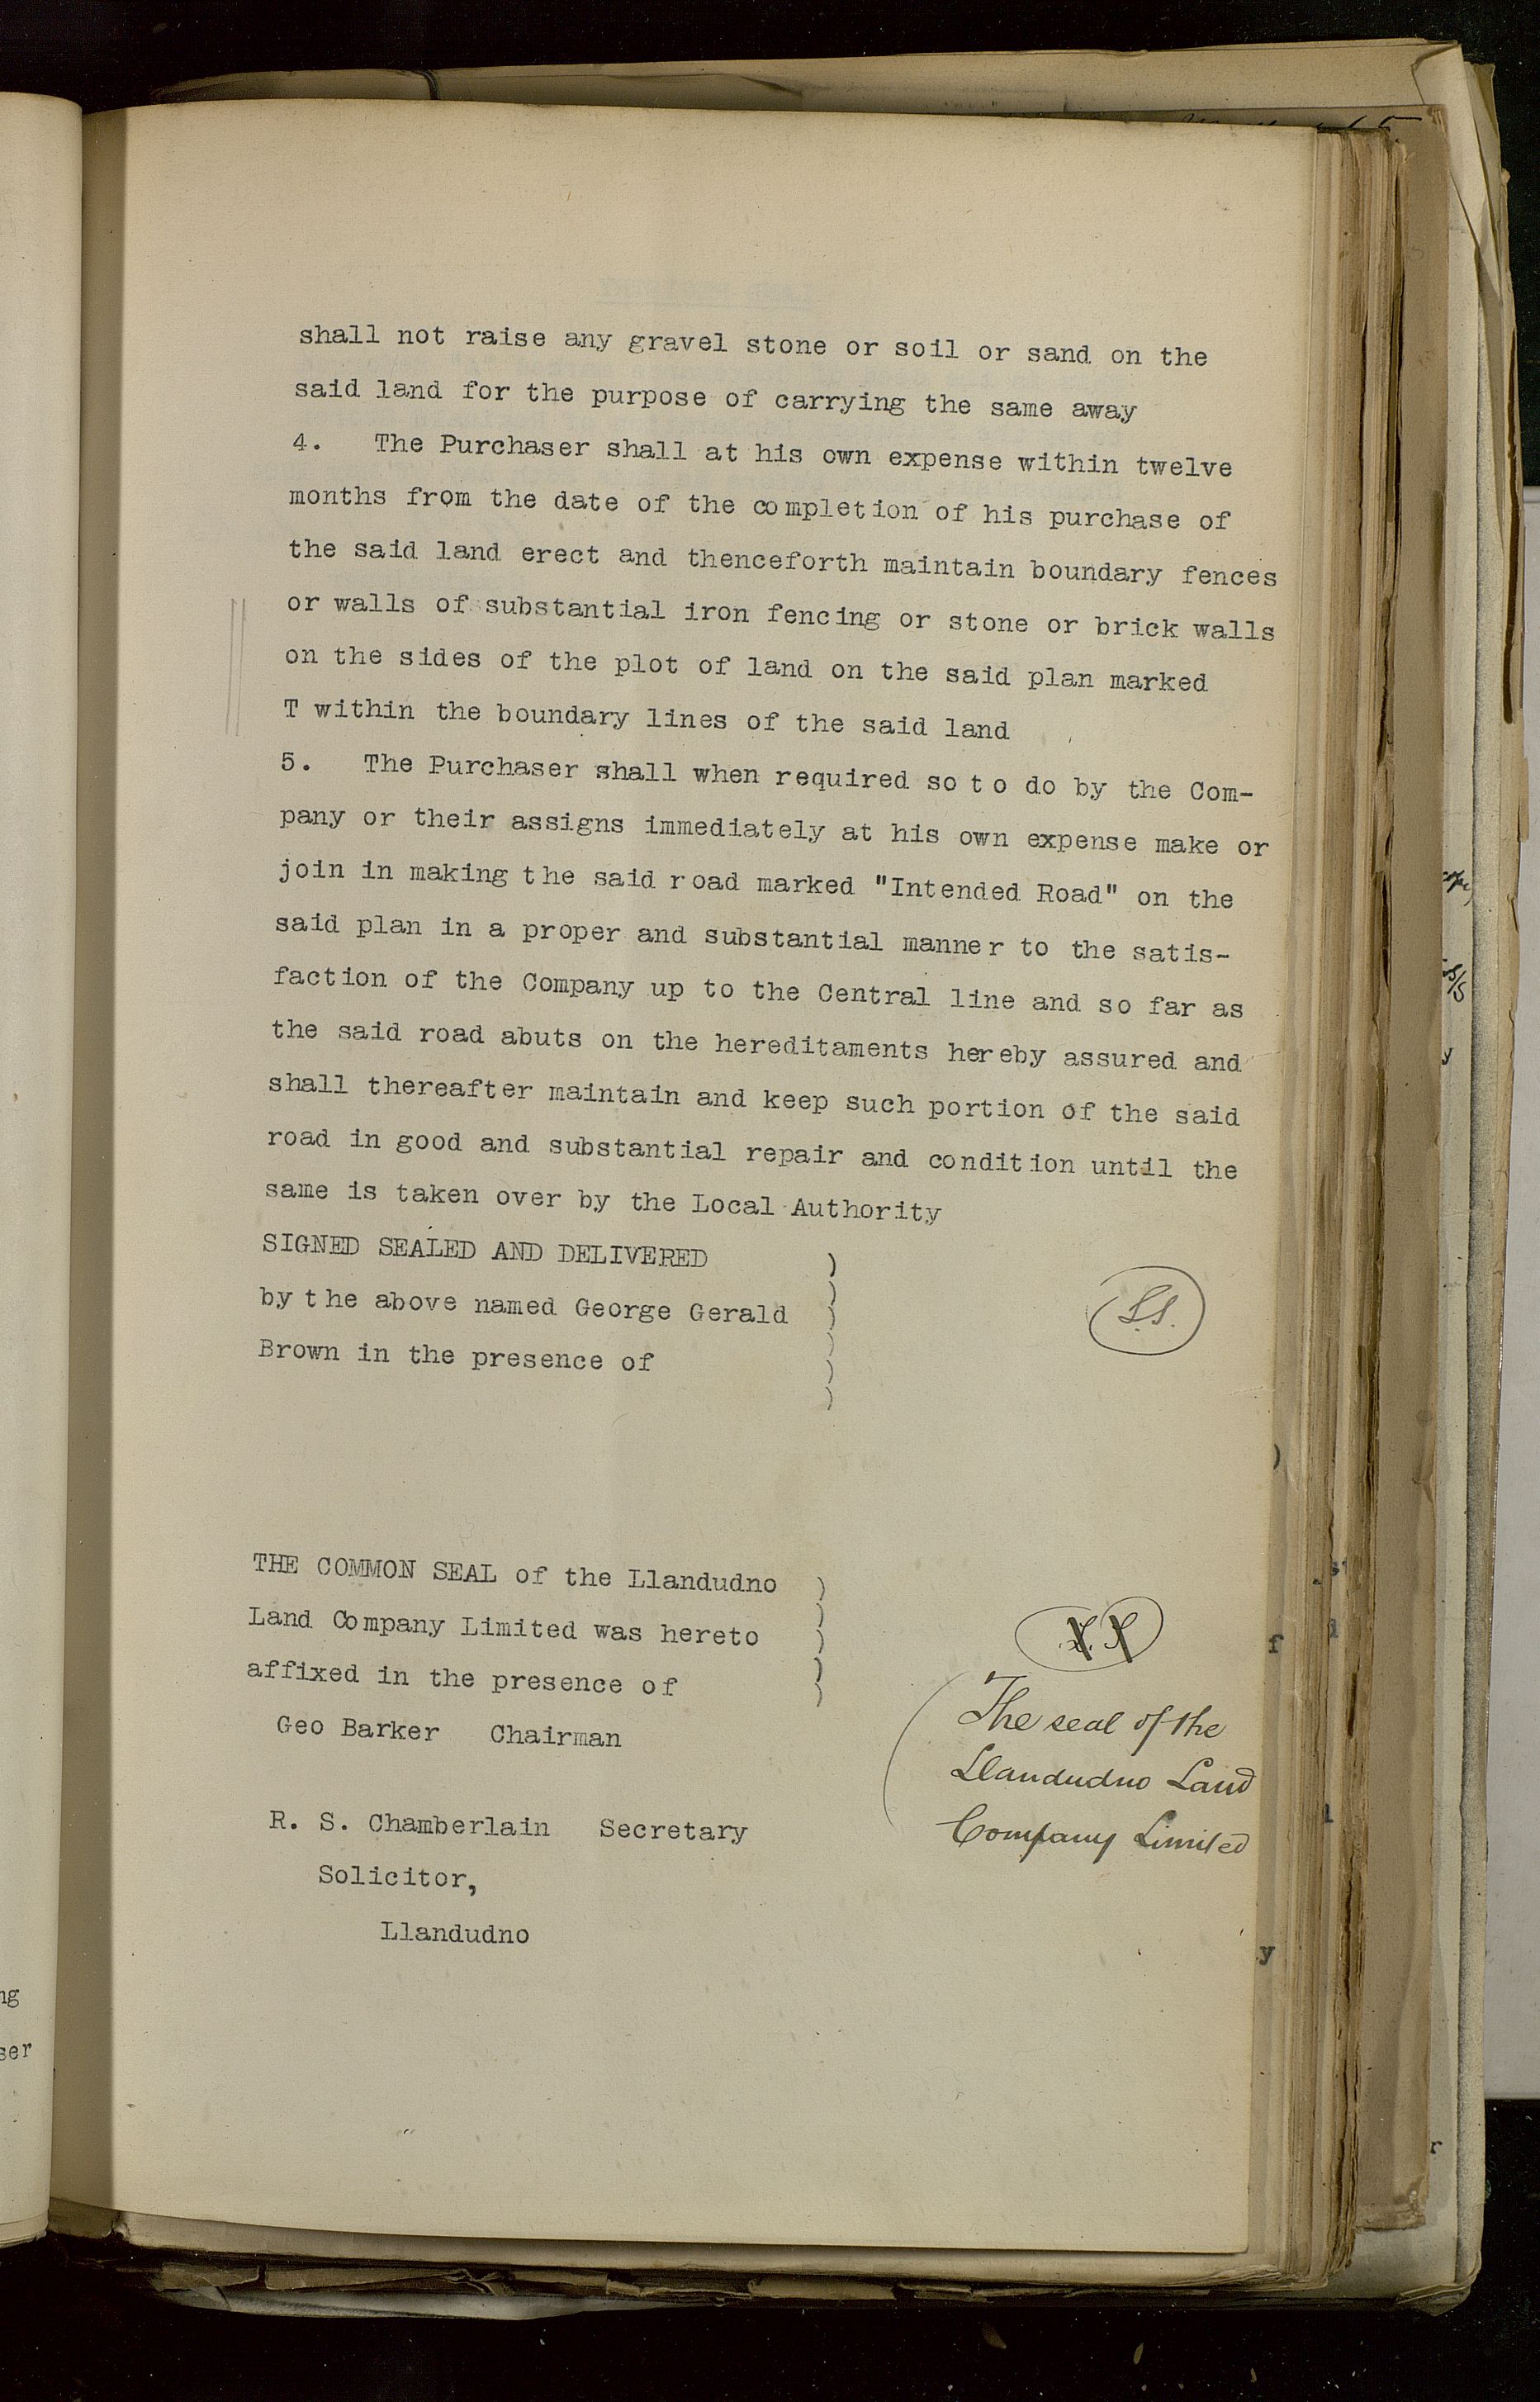 shall not raise any gravel stone or soil or sand on the
said land for the purpose of carrying the same away
4. The Purchaser shall at his own expense within twelve
months from the date of the completion of his purchase of
the said land erect and thenceforth maintain boundary fences
or walls of substantial iron fencing or stone or brick walls
on the sides of the plot of land on the said plan marked
T within the boundary lines of the said land
5. The Purchaser shall when required so to do by the Com-
pany or their assigns immediately at his own expense make or
join in making the said road marked "Intended Road" on the
said plan in a proper and substantial manner to the satis-
faction of the Company up to the Central line and so far as
the said road abuts on the hereditaments hereby assured and
shall thereafter maintain and keep such portion of the said
road in good and substantial repair and condition until the
same is taken over by the Local Authority
SIGNED SEALED AND DELIVERED
by the above named George Gerald
Brown in the presence of
L.S.
THE COMMON SEAL of the Llandudno
Land Company Limited was hereto
affixed in the presence of
Geo Barker Chairman
R. S. Chamberlain Secretary
Solicitor,
Llandudno
L.S.
The seal of the
Llandudno Land
Company Limited
ng
ser